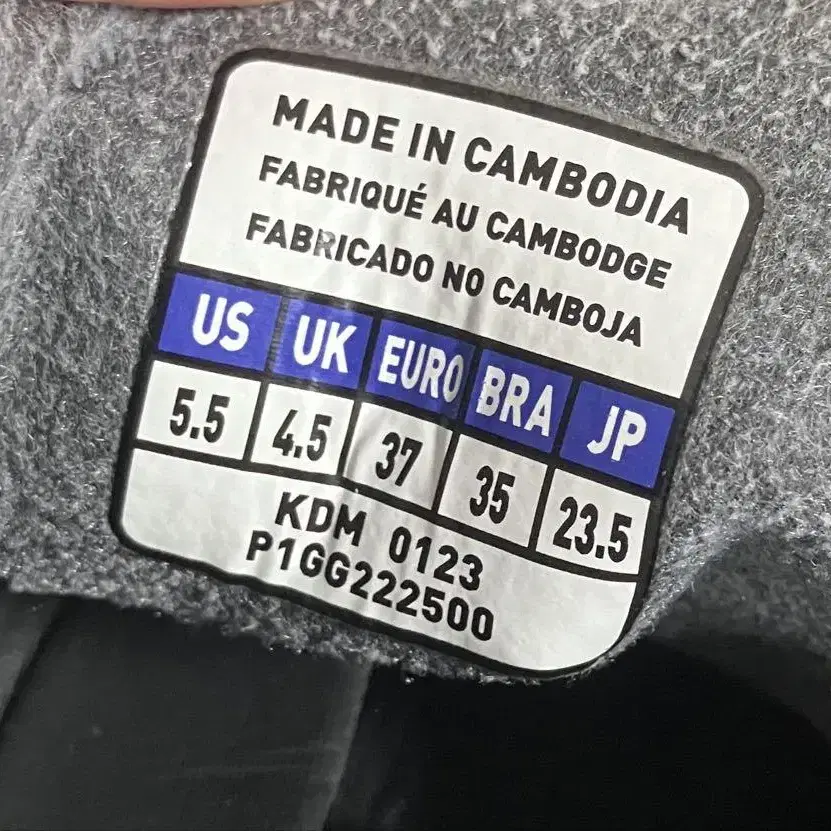 MADE IN CAMBODIA
FABRIQUÉ AU CAMBODGE
FABRICADO NO CAMBOJA
US UK EURO BRA JP
5.5 4.5 37 35 23.5
KDM 0123
P1GG222500